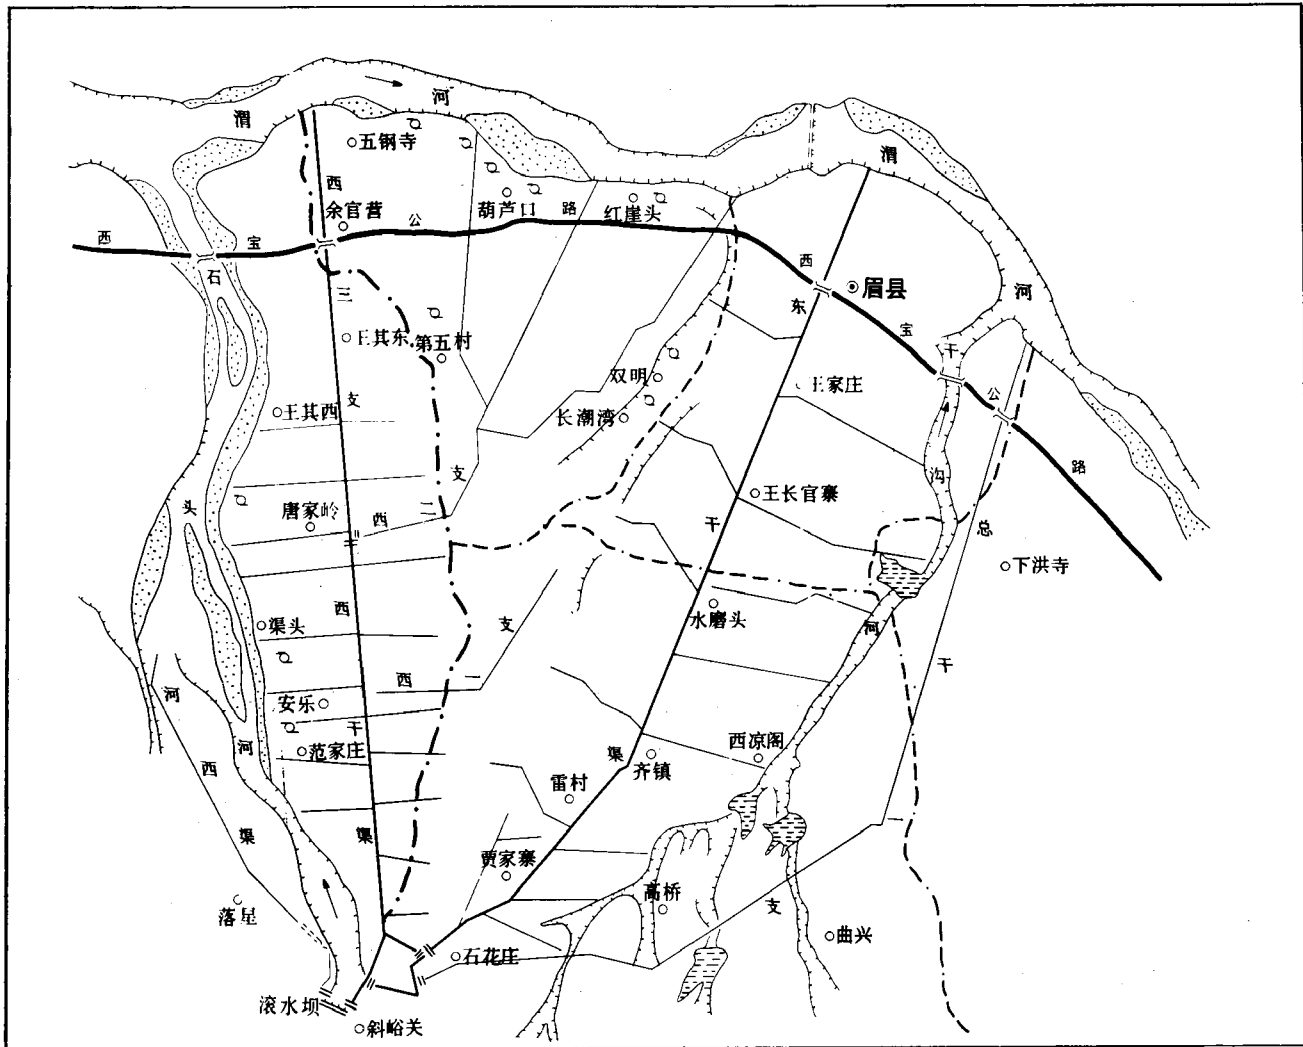 渭
河
渭
河
五钢寺
西
余官营
公
葫芦口
路
红崖头
西
宝
石
西
东
眉县
宝
三
王其东
第五村
干
双明
王家庄
公
王其西
支
长潮湾
路
支
沟
王长官寨
头
唐家岭
西
二
干
总
下洪寺
西
支
水磨头
河
渠头
干
西
一
河
安乐
干
河
范家庄
渠
齐镇
西凉阁
西
雷村
渠
渠
贾家寨
高桥
支
落星
曲兴
石花庄
滚水坝
斜峪关